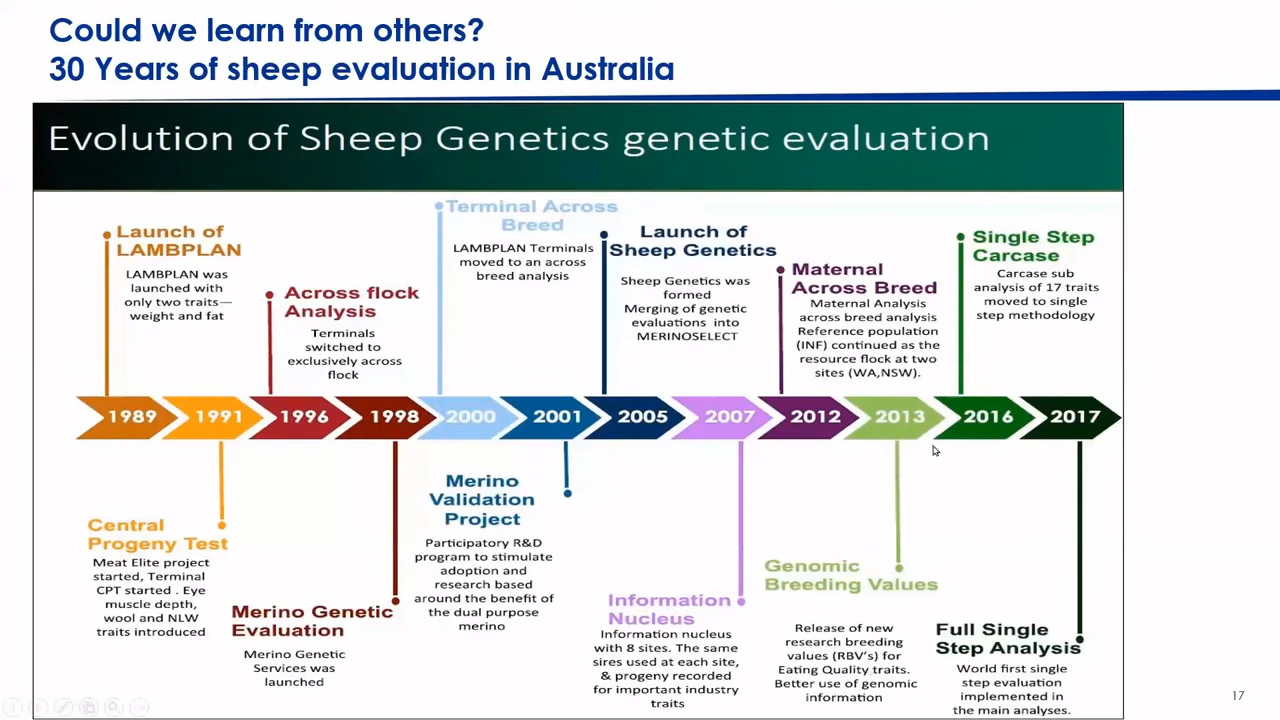 Could we learn from others?
30 Years of sheep evaluation in Australia
Evolution of Sheep Genetics genetic evaluation
Launch of
LAMBPLAN
LAMBPLAN was
launched with
only two traits—
weight and fat
Across flock
Analysis
Terminals
switched to
exclusively across
flock
Terminal Across
Breed
LAMBPLAN Terminals
moved to an across
breed analysis
Launch of
Sheep Genetics
Sheep Genetics was
formed
Merging of genetic
evaluations into
MERINOSELECT
Maternal
Across Breed
Maternal Analysis
across breed analysis
Reference population
(INF) continued as the
resource flock at two
sites (WA,NSW).
Single Step
Carcase
Carcase sub
analysis of 17 traits
moved to single
step methodology
1989 1991 1996 1998 2000 2001 2005 2007 2012 2013 2016 2017
Central
Progeny Test
Meat Elite project
started, Terminal
CPT started . Eye
muscle depth,
wool and NLW
traits introduced
Merino Genetic
Evaluation
Merino Genetic
Services was
launched
Merino
Validation
Project
Participatory R&D
program to stimulate
adoption and
research based
around the benefit of
the dual purpose
merino
Information
Nucleus
Information nucleus
with 8 sites. The same
sires used at each site,
& progeny recorded
for important industry
traits
Genomic
Breeding Values
Release of new
research breeding
values (RBV's) for
Eating Quality traits.
Better use of genomic
information
Full Single
Step Analysis
World first single
step evaluation
implemented in
the main analyses.
17